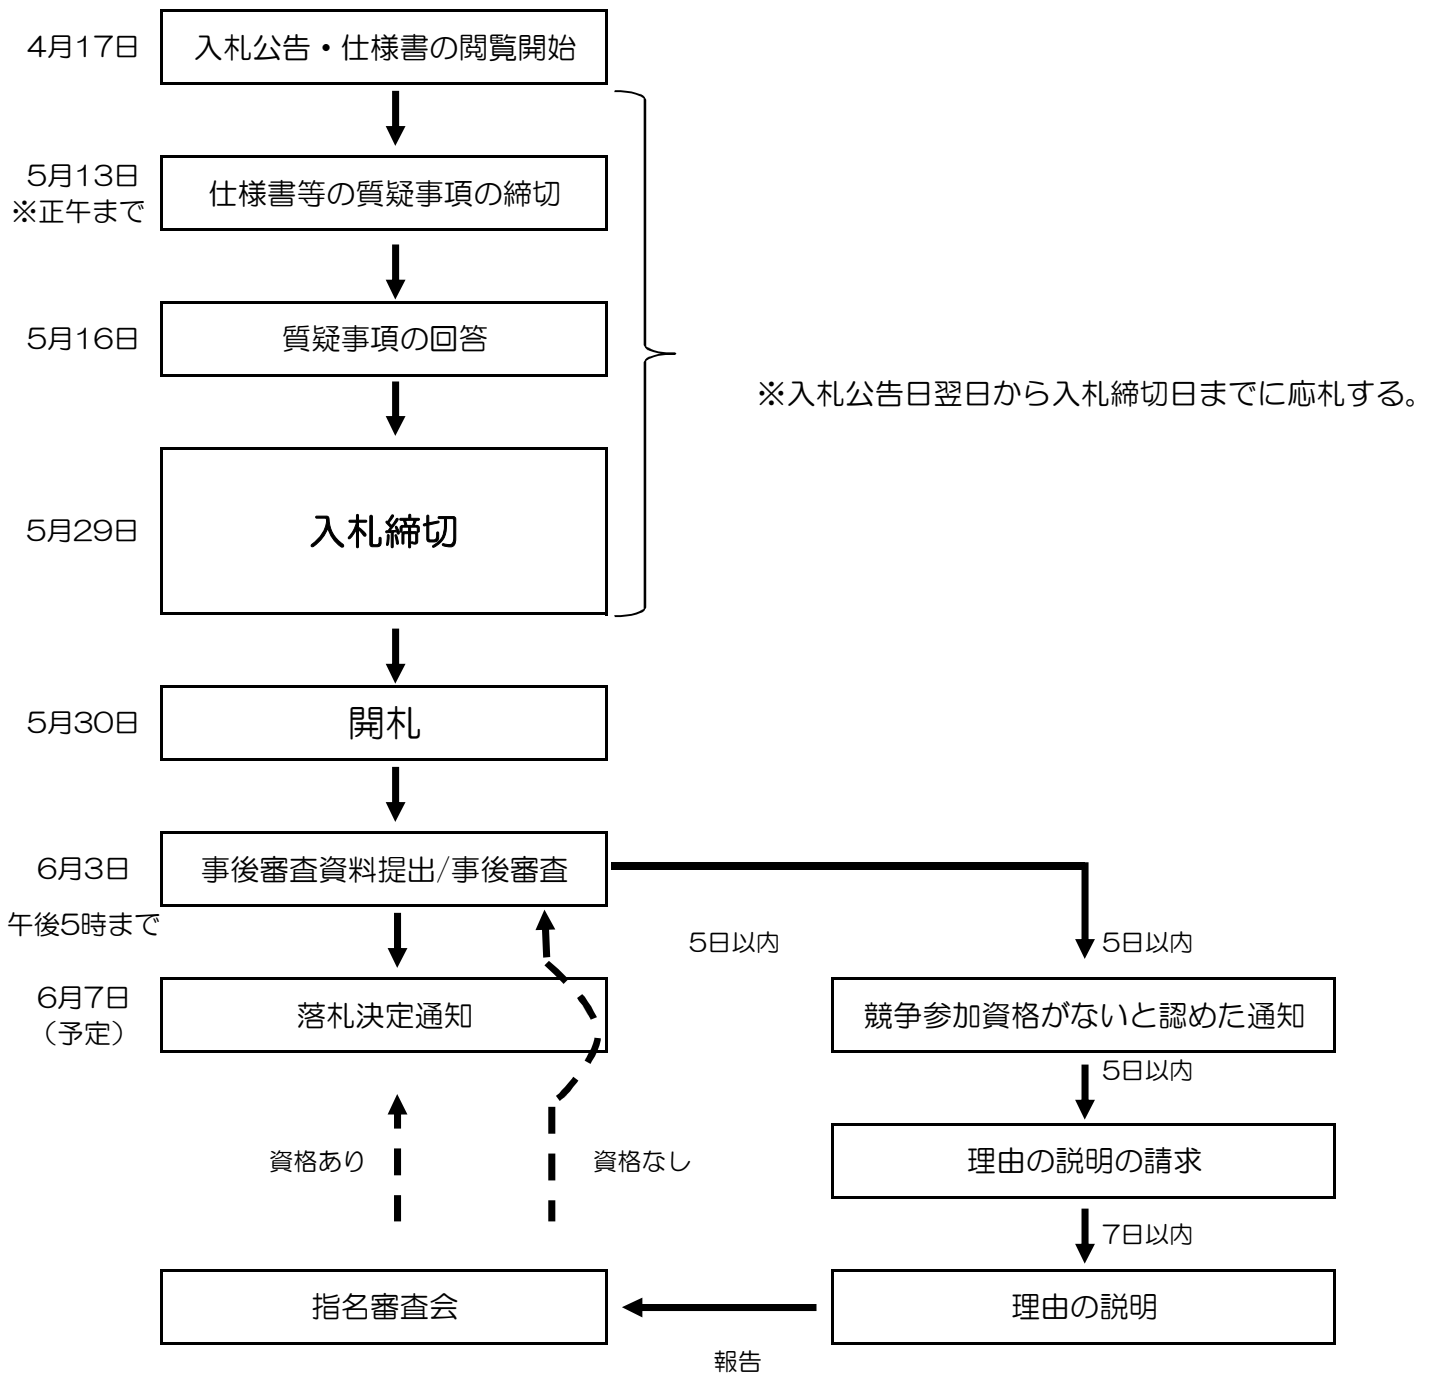 4月17日
入札公告・仕様書の閲覧開始
5月13日
※正午まで
仕様書等の質疑事項の締切
5月16日
質疑事項の回答
※入札公告日翌日から入札締切日までに応札する。
5月29日
入札締切
5月30日
開札
6月3日
午後5時まで
事後審査資料提出/事後審査
5日以内
5日以内
6月7日
（予定）
落札決定通知
競争参加資格がないと認めた通知
5日以内
資格あり
資格なし
理由の説明の請求
7日以内
指名審査会
理由の説明
報告